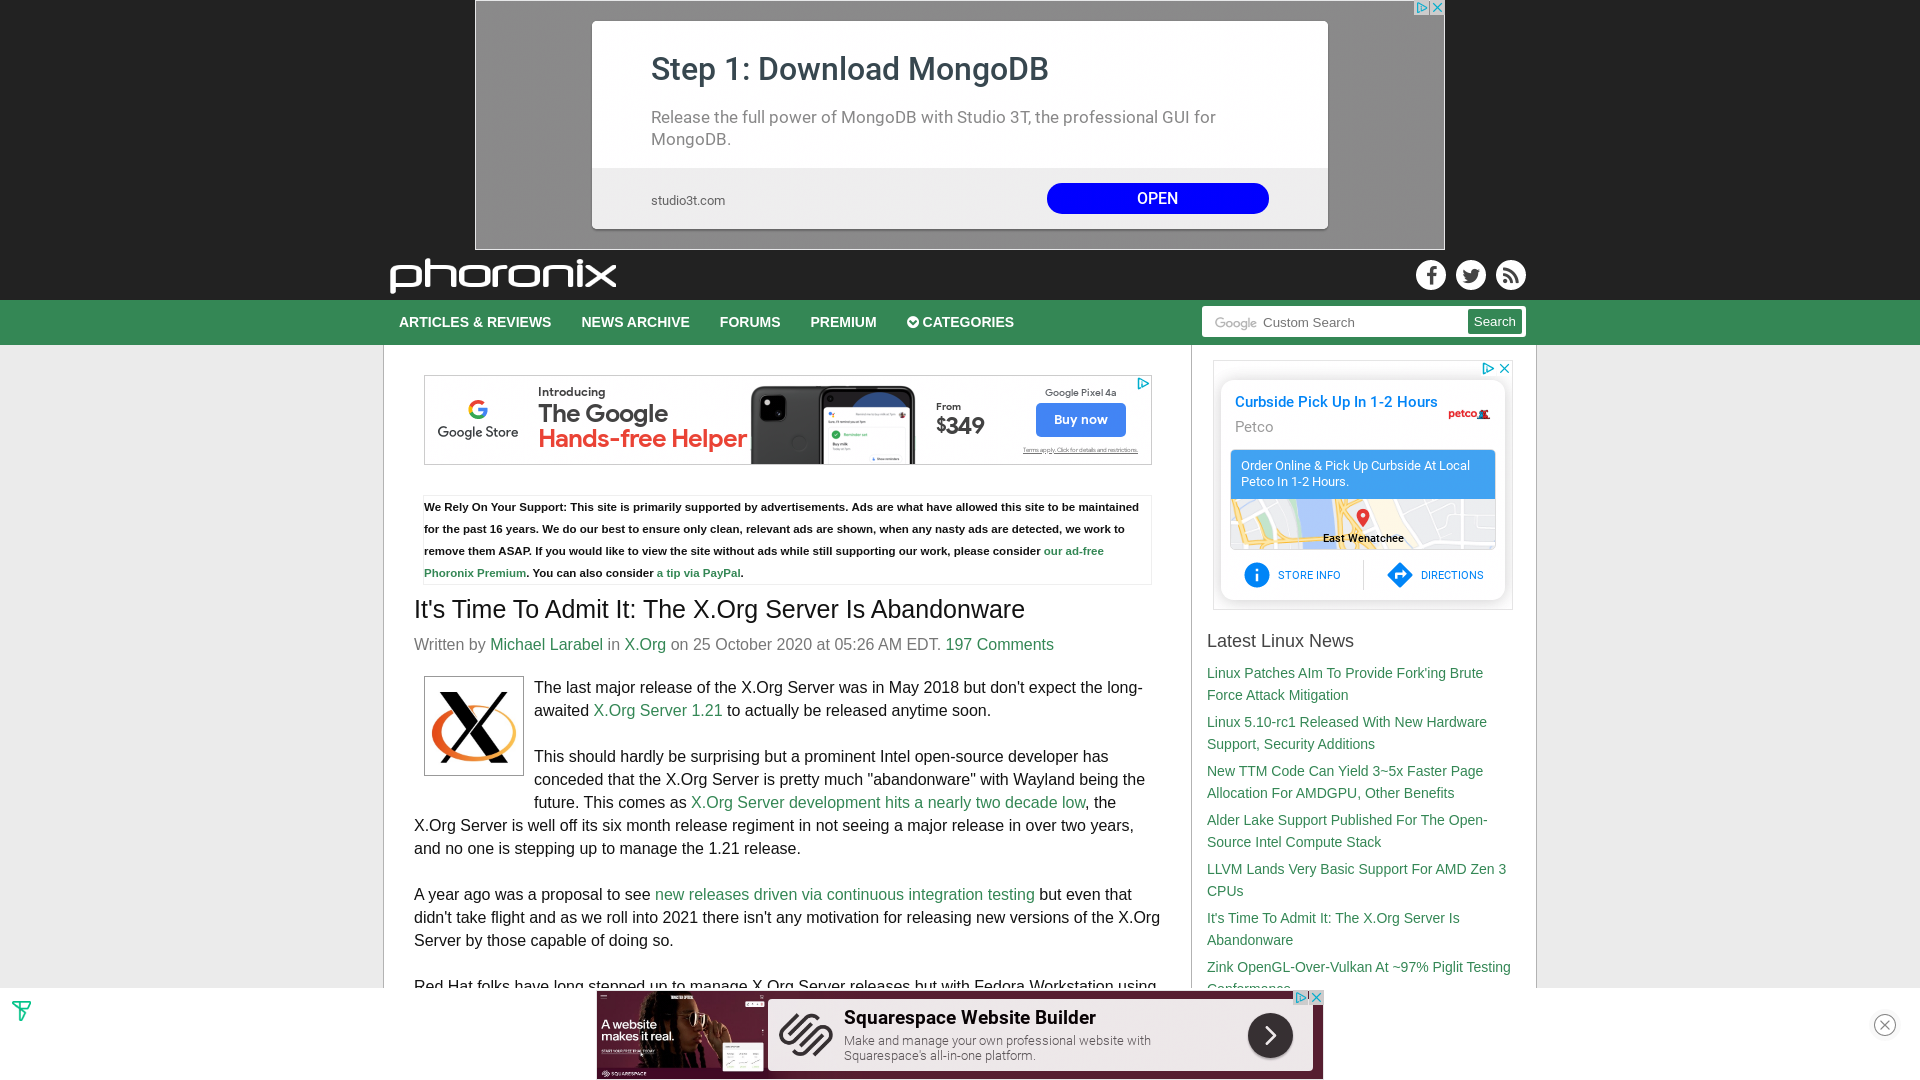 Step 1: Download MongoDB
Release the full power of MongoDB with Studio 3T, the professional GUI for
MongoDB.
studio3t.com
OPEN
phoronix
ARTICLES & REVIEWS
NEWS ARCHIVE
FORUMS
PREMIUM
CATEGORIES
Google Custom Search
Search
Google Store
Introducing
The Google
Hands-free Helper
From
$349
Google Pixel 4a
Buy now
Terms apply. Click for details and restrictions.
We Rely On Your Support: This site is primarily supported by advertisements. Ads are what have allowed this site to be maintained
for the past 16 years. We do our best to ensure only clean, relevant ads are shown, when any nasty ads are detected, we work to
remove them ASAP. If you would like to view the site without ads while still supporting our work, please consider our ad-free
Phoronix Premium. You can also consider a tip via PayPal.
It's Time To Admit It: The X.Org Server Is Abandonware
Written by Michael Larabel in X.Org on 25 October 2020 at 05:26 AM EDT. 197 Comments
The last major release of the X.Org Server was in May 2018 but don't expect the long-
awaited X.Org Server 1.21 to actually be released anytime soon.
This should hardly be surprising but a prominent Intel open-source developer has
conceded that the X.Org Server is pretty much "abandonware" with Wayland being the
future. This comes as X.Org Server development hits a nearly two decade low, the
X.Org Server is well off its six month release regiment in not seeing a major release in over two years,
and no one is stepping up to manage the 1.21 release.
A year ago was a proposal to see new releases driven via continuous integration testing but even that
didn't take flight and as we roll into 2021 there isn't any motivation for releasing new versions of the X.Org
Server by those capable of doing so.
Red Hat folks have long stepped up to manage X.Org Server releases but with Fedora Workstation using
Curbside Pick Up In 1-2 Hours
Petco
petco
Order Online & Pick Up Curbside At Local
Petco In 1-2 Hours.
East Wenatchee
STORE INFO
DIRECTIONS
Latest Linux News
Linux Patches AIm To Provide Fork'ing Brute
Force Attack Mitigation
Linux 5.10-rc1 Released With New Hardware
Support, Security Additions
New TTM Code Can Yield 3~5x Faster Page
Allocation For AMDGPU, Other Benefits
Alder Lake Support Published For The Open-
Source Intel Compute Stack
LLVM Lands Very Basic Support For AMD Zen 3
CPUs
It's Time To Admit It: The X.Org Server Is
Abandonware
Zink OpenGL-Over-Vulkan At ~97% Piglit Testing
Conformance
A website
makes it real.
START YOUR FREE TRIAL TODAY
SQUARESPACE
Squarespace Website Builder
Make and manage your own professional website with
Squarespace's all-in-one platform.